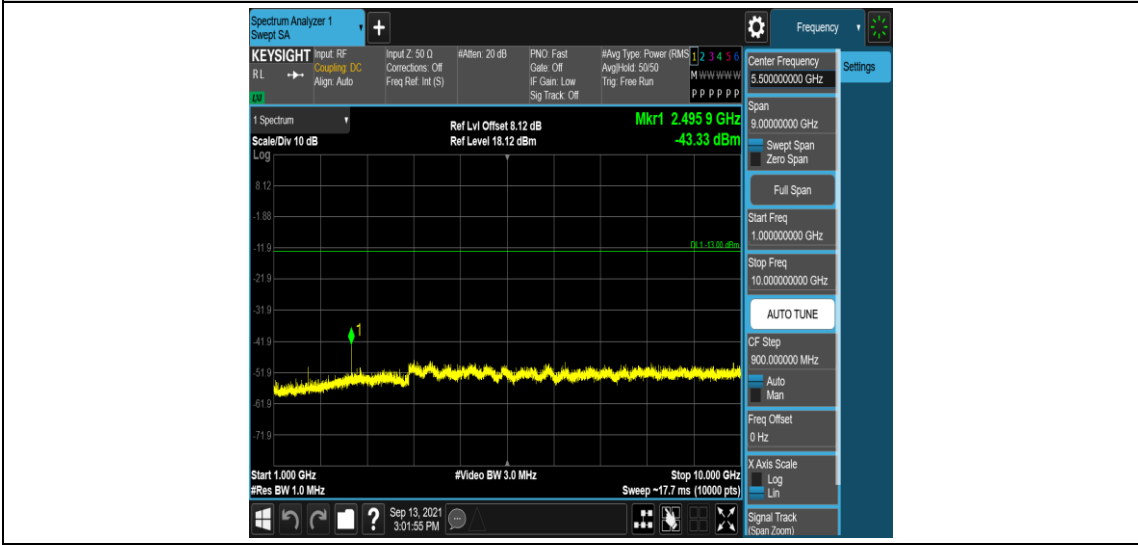 Spectrum Analyzer 1
Swept SA
+
Frequency
KEYSIGHT
RL
LM
Input: RF
Coupling: DC
Align: Auto
Input Z: 50 Ω
Corrections: Off
Freq Ref: Int (S)
#Atten: 20 dB
PNO: Fast
Gate: Off
IF Gain: Low
Sig Track: Off
#Avg Type: Power (RMS
Avg|Hold: 50/50
Trig: Free Run
1 2 3 4 5 6
M W W W W W
P P P P P P
1 Spectrum
Scale/Div 10 dB
Log
Ref Lvl Offset 8.12 dB
Ref Level 18.12 dBm
Mkr1 2.495 9 GHz
-43.33 dBm
8.12
-1.88
-11.9
DL1 -13.00 dBm
-21.9
-31.9
1
-41.9
-51.9
-61.9
-71.9
Start 1.000 GHz
#Res BW 1.0 MHz
#Video BW 3.0 MHz
Stop 10.000 GHz
Sweep ~17.7 ms (10000 pts)
?
Sep 13, 2021
3:01:55 PM
Center Frequency
5.500000000 GHz
Settings
Span
9.00000000 GHz
Swept Span
Zero Span
Full Span
Start Freq
1.000000000 GHz
Stop Freq
10.000000000 GHz
AUTO TUNE
CF Step
900.000000 MHz
Auto
Man
Freq Offset
0 Hz
X Axis Scale
Log
Lin
Signal Track
(Span Zoom)